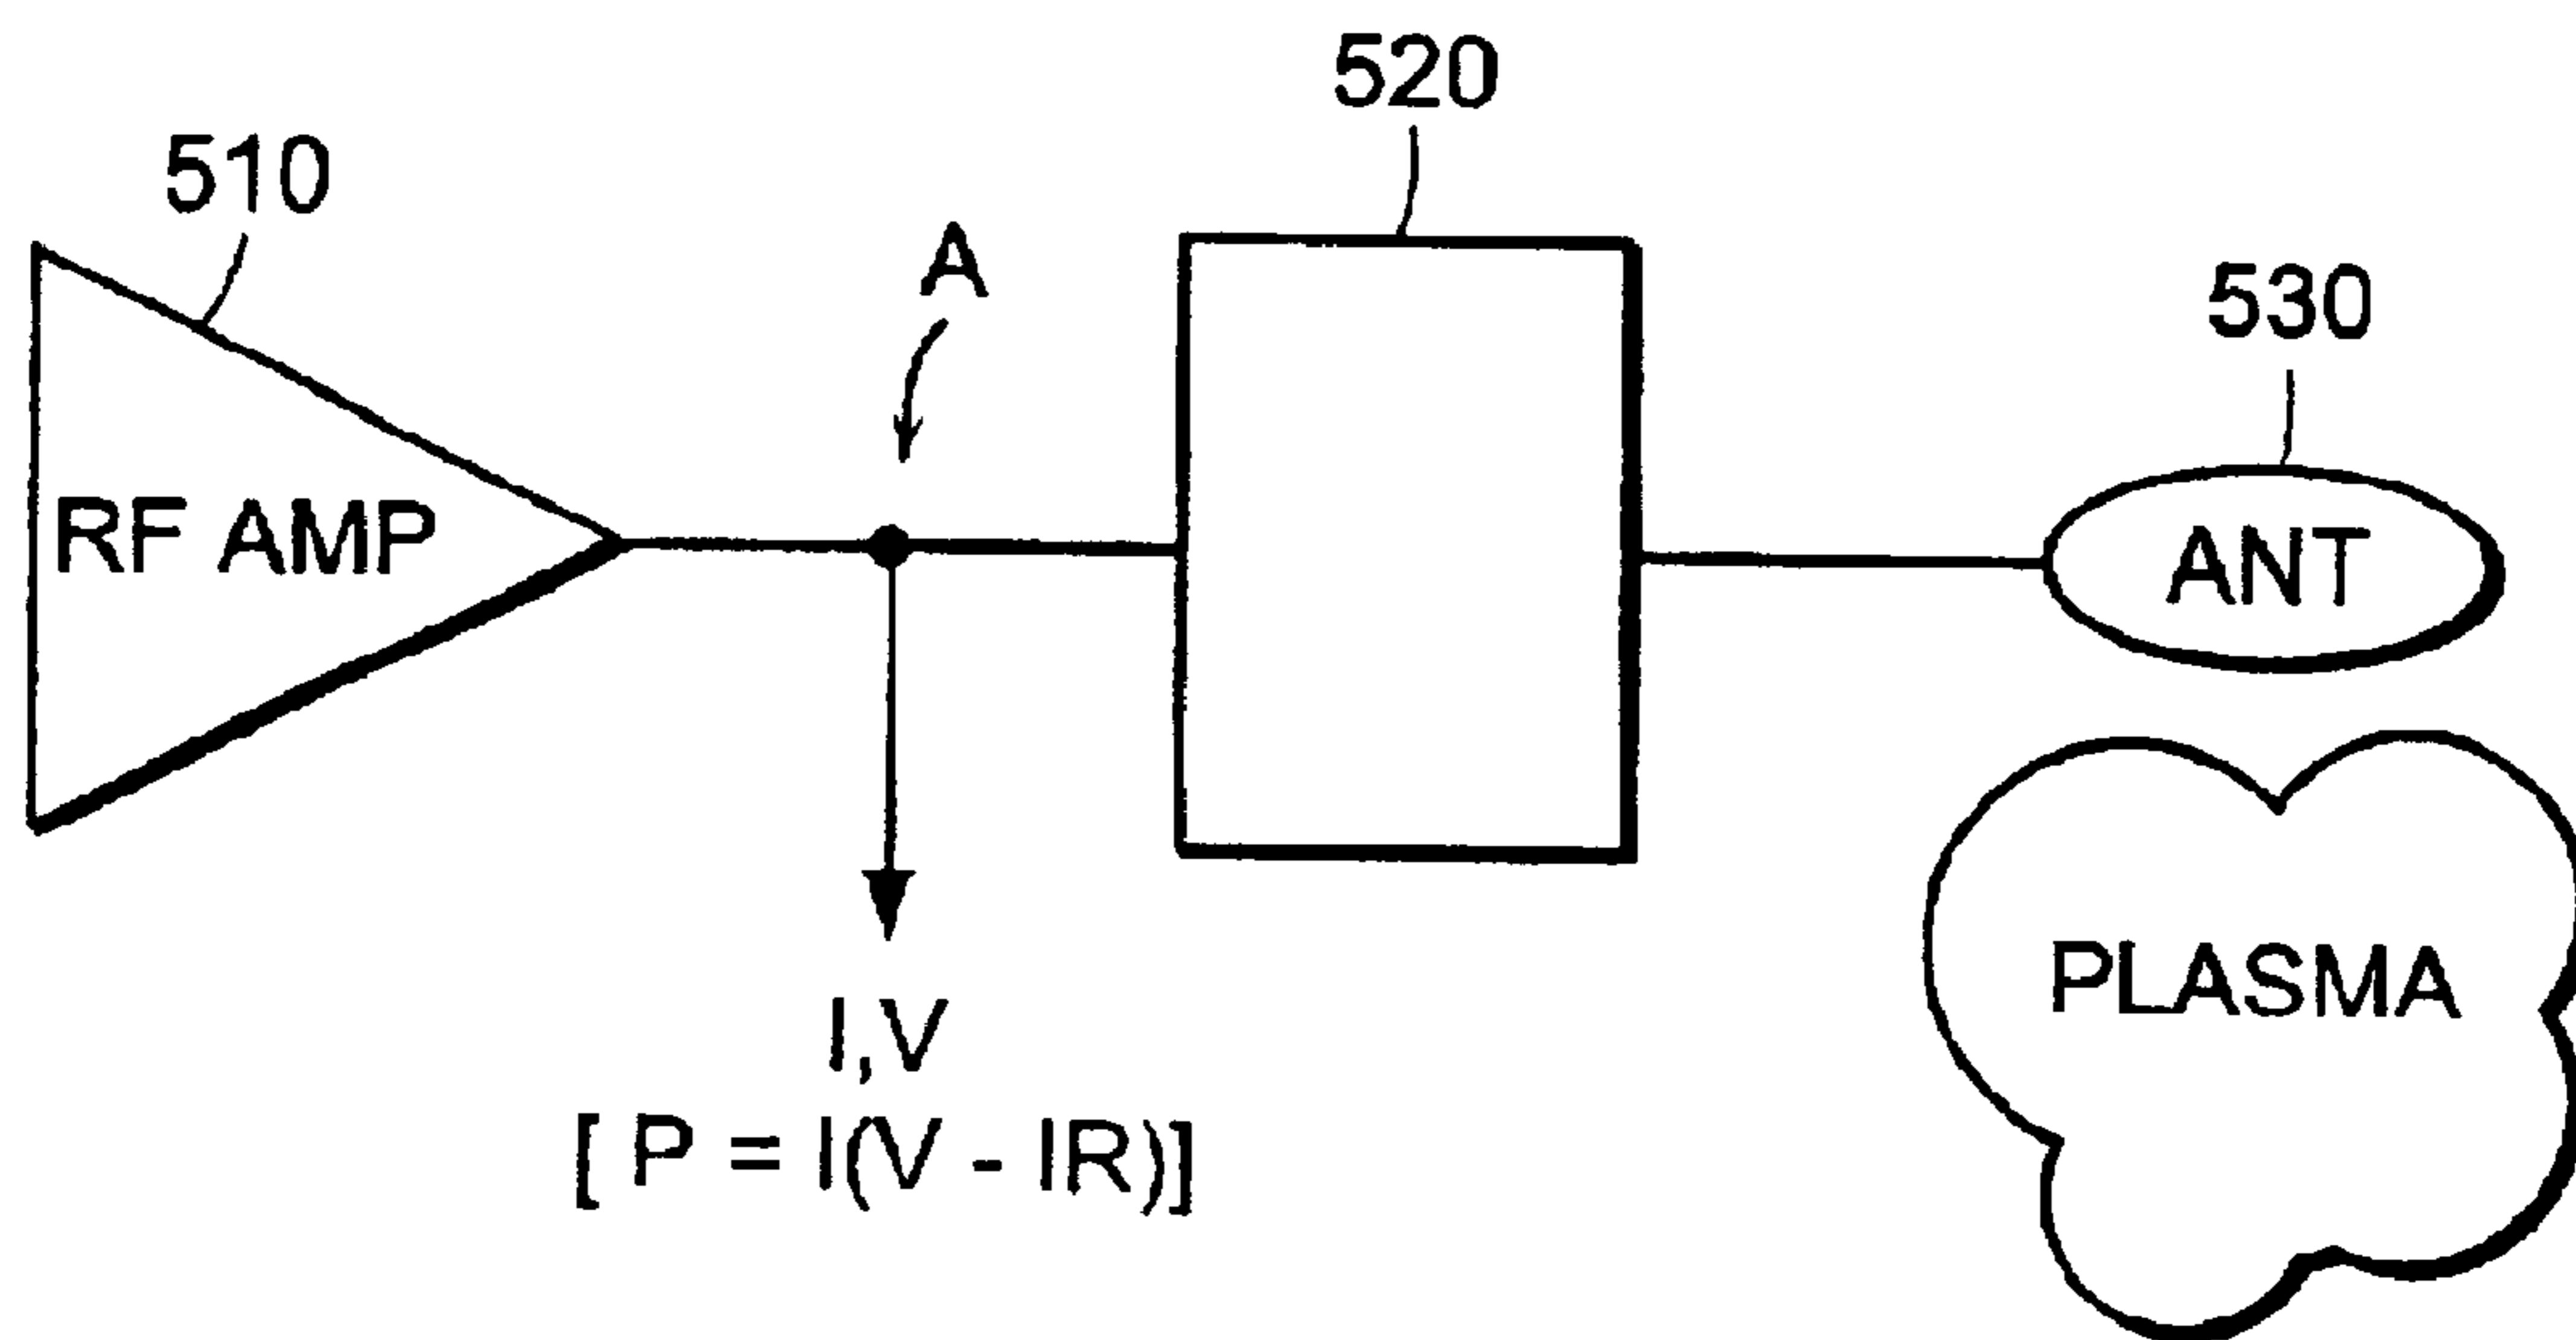 520
510
A
530
RF AMP
ANT
PLASMA
I,V
[ P = I(V - IR)]